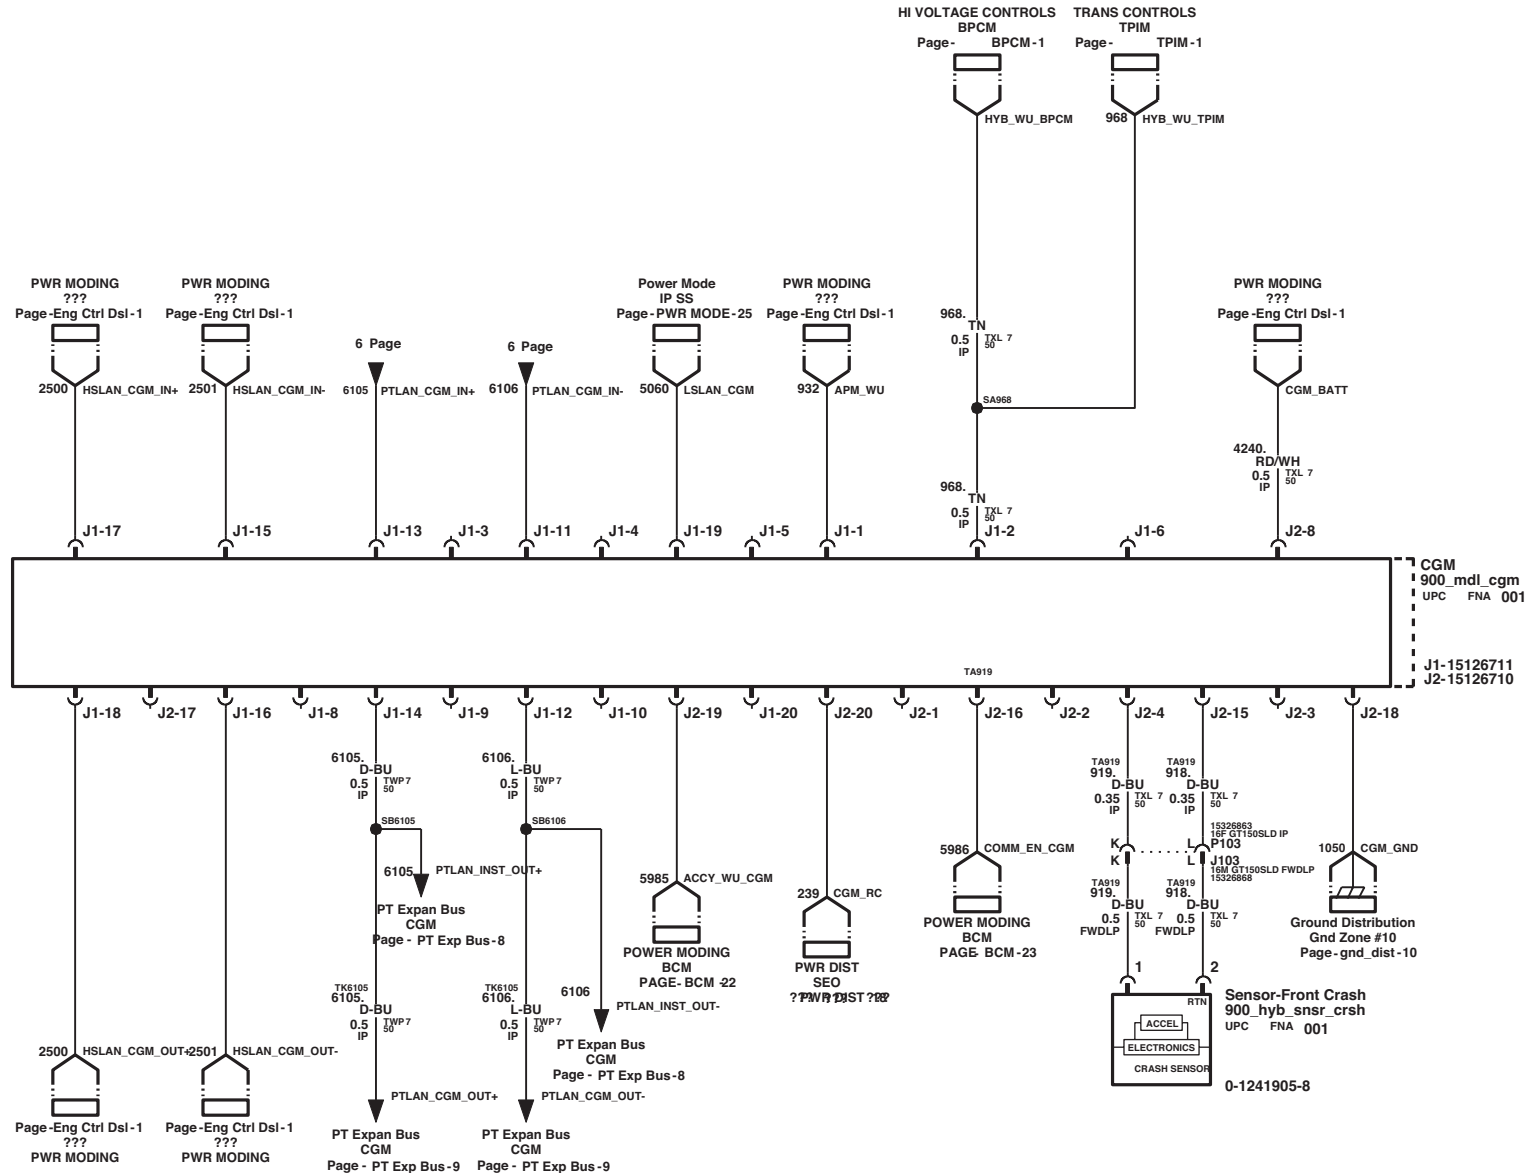 HI VOLTAGE CONTROLS
BPCM
Page- BPCM-1
TRANS CONTROLS
TPIM
Page- TPIM-1
HYB_WU_BPCM
968 HYB_WU_TPIM
PWR MODING
???
Page-Eng Ctrl Dsl-1
2500 HSLAN_CGM_IN+
PWR MODING
???
Page-Eng Ctrl Dsl-1
2501 HSLAN_CGM_IN-
6 Page
6105 PTLAN_CGM_IN+
6 Page
6106 PTLAN_CGM_IN-
Power Mode
IP SS
Page-PWR MODE-25
5060 LSLAN_CGM
PWR MODING
???
Page-Eng Ctrl Dsl-1
932 APM_WU
968.
TN
0.5 TXL 7
IP 50
SA968
968.
TN
0.5 TXL 7
IP 50
PWR MODING
???
Page-Eng Ctrl Dsl-1
CGM_BATT
4240.
RD/WH
0.5 TXL 7
IP 50
J1-17 J1-15 J1-13 J1-3 J1-11 J1-4 J1-19 J1-5 J1-1 J1-2 J1-6 J2-8
CGM
900_mdl_cgm
UPC FNA 001
J1-15126711
J2-15126710
TA919
J1-18 J2-17 J1-16 J1-8 J1-14 J1-9 J1-12 J1-10 J2-19 J1-20 J2-20 J2-1 J2-16 J2-2 J2-4 J2-15 J2-3 J2-18
6105.
D-BU
0.5 TWP7
IP 50
SB6105
6105 PTLAN_INST_OUT+
PT Expan Bus
CGM
Page - PT Exp Bus-8
TK6105
6105.
D-BU
0.5 TWP7
IP 50
PTLAN_CGM_OUT+
PT Expan Bus
CGM
Page - PT Exp Bus-9
6106.
L-BU
0.5 TWP7
IP 50
SB6106
TK6105
6106.
L-BU
0.5 TWP7
IP 50
6106 PTLAN_INST_OUT-
PT Expan Bus
CGM
Page - PT Exp Bus-8
PTLAN_CGM_OUT-
PT Expan Bus
CGM
Page - PT Exp Bus-9
2500 HSLAN_CGM_OUT+
Page-Eng Ctrl Dsl-1
???
PWR MODING
2501 HSLAN_CGM_OUT-
Page-Eng Ctrl Dsl-1
???
PWR MODING
5985 ACCY_WU_CGM
POWER MODING
BCM
PAGE- BCM-22
239 CGM_RC
PWR DIST
SEO
5986 COMM_EN_CGM
POWER MODING
BCM
PAGE- BCM-23
TA919
919.
D-BU
0.35 TXL 7
IP 50
TA919
918.
D-BU
0.35 TXL 7
IP 50
15326863
16F GT150SLD IP
K L P103
K L J103
16M GT150SLD FWDLP
15326868
TA919
919.
D-BU
0.5 TXL 7
FWDLP 50
TA919
918.
D-BU
0.5 TXL 7
FWDLP 50
1 2
RTN
ACCEL
ELECTRONICS
CRASH SENSOR
Sensor-Front Crash
900_hyb_snsr_crsh
UPC FNA 001
0-1241905-8
1050 CGM_GND
Ground Distribution
Gnd Zone #10
Page-gnd_dist-10